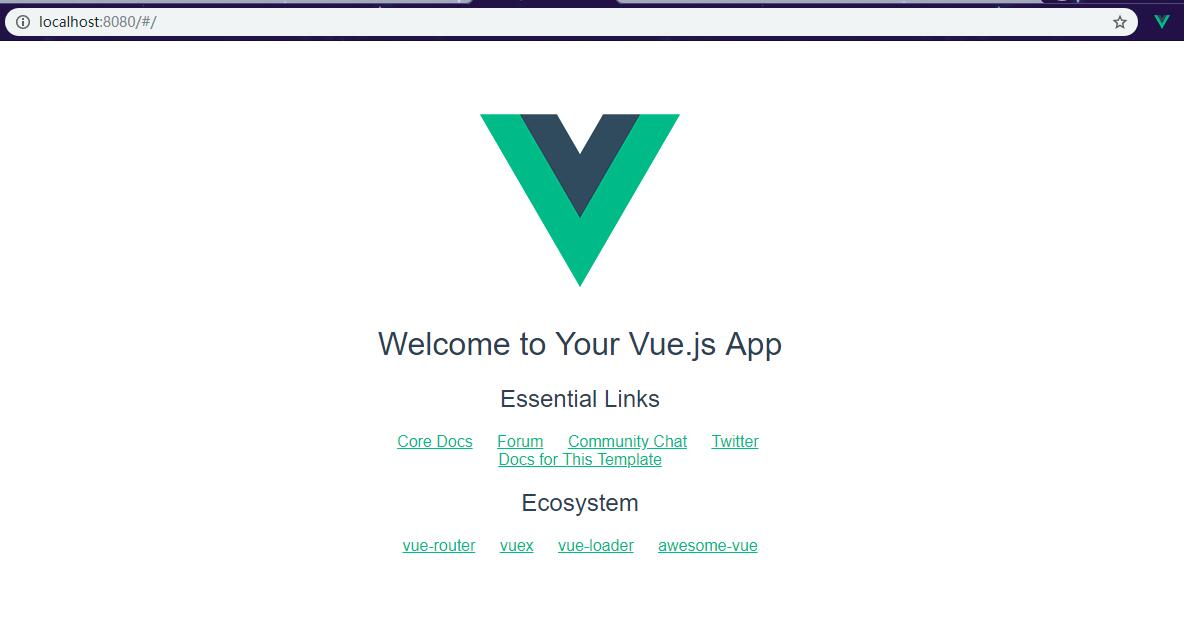 localhost:8080/#/
Welcome to Your Vue.js App
Essential Links
Core Docs Forum Community Chat Twitter
Docs for This Template
Ecosystem
vue-router vuex vue-loader awesome-vue